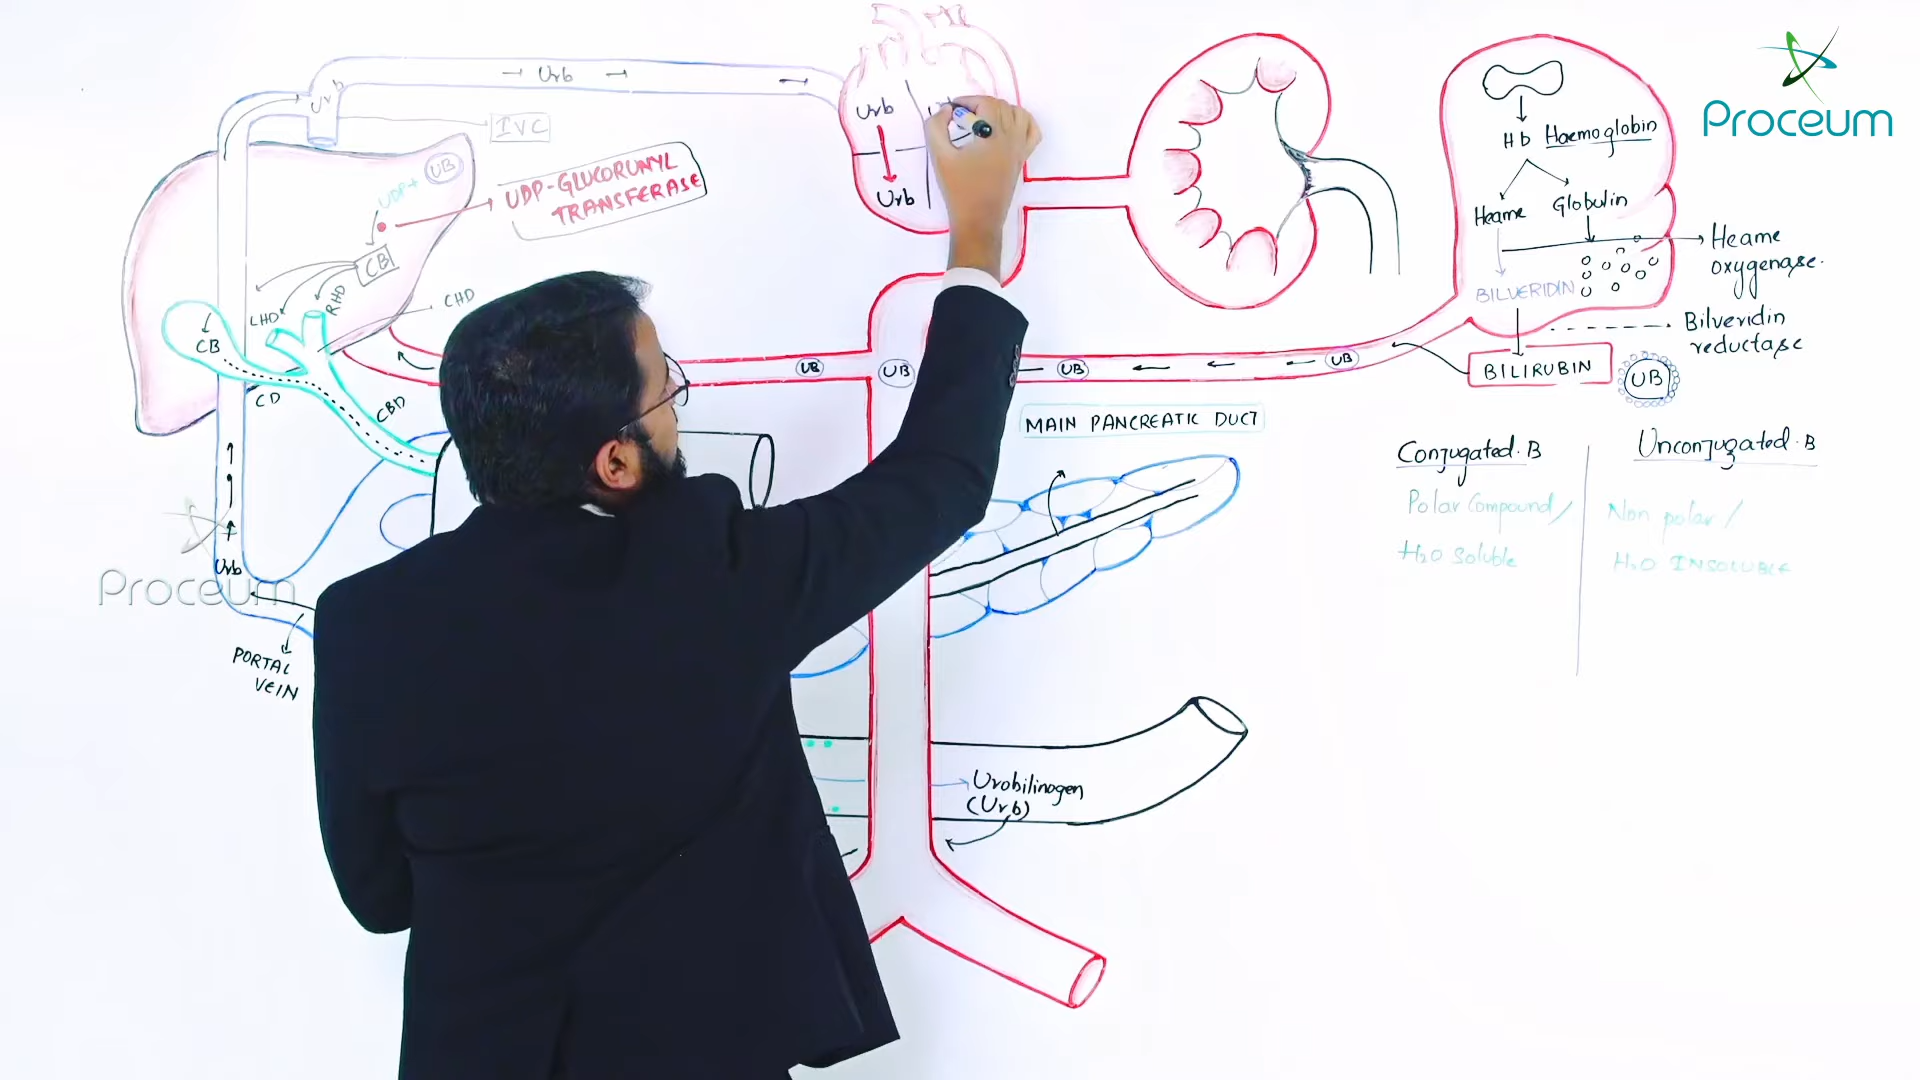 Proceum
→ Urb →
Urb
IVC
UB
UDP+
UDP-GLUCORUNYL
TRANSFERASE
CB
LHD
RHD
CHD
CB
CD
CBD
Urb
Urb
Hb Haemoglobin
Heame
Globulin
Heame
oxygenase.
BILVERIDIN
Bilveridin
reductase
BILIRUBIN
UB
UB
UB
UB
UB
MAIN PANCREATIC DUCT
Conjugated. B
Unconjugated. B
Polar Compound/
H2O Soluble
Non polar /
H2O INSOLUBLE
Urb
Proceum
PORTAL
VEIN
Urobilinogen
(Urb)